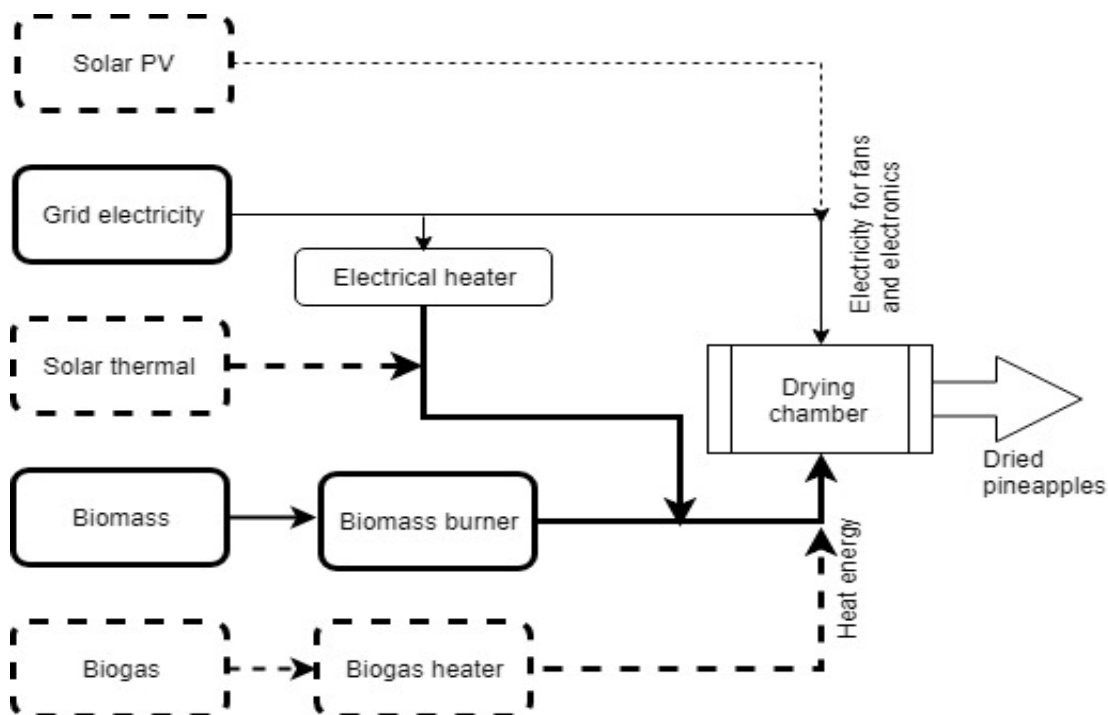 Solar PV
Grid electricity
Electricity for fans
and electronics
Electrical heater
Solar thermal
Drying
chamber
Dried
pineapples
Biomass
Biomass burner
Heat energy
Biogas
Biogas heater